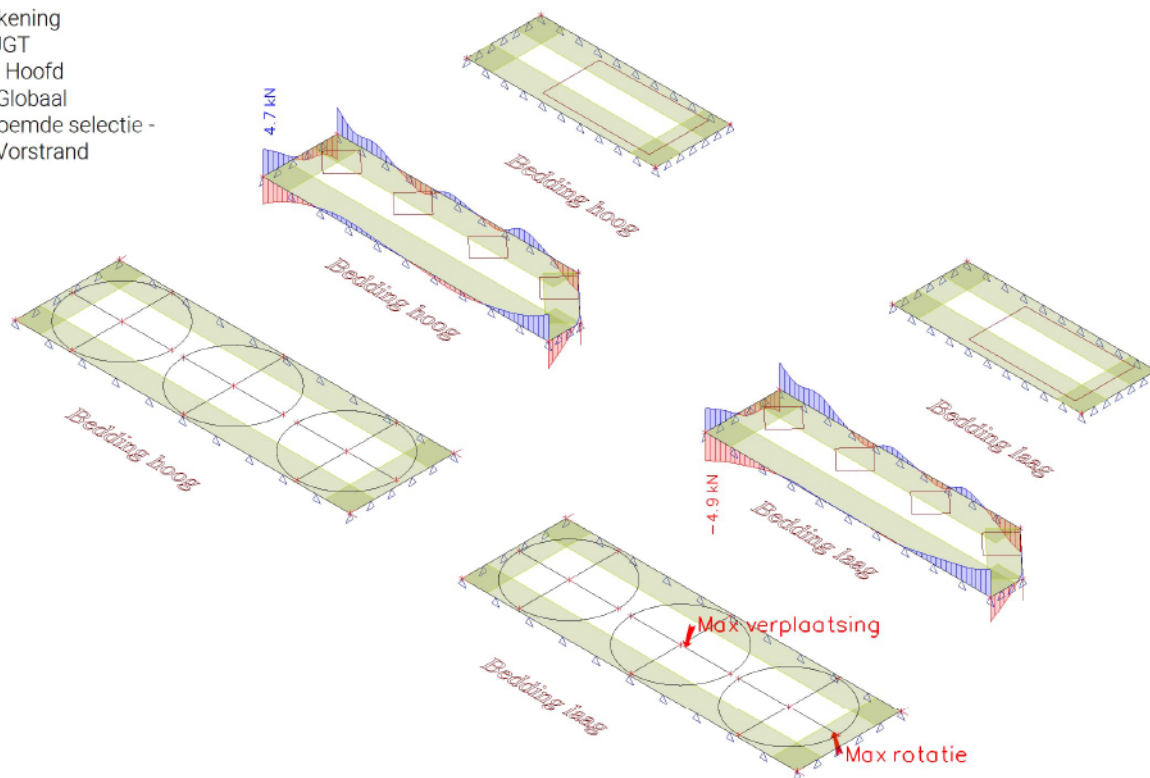 kening
JGT
Hoofd
Globaal
oemde selectie -
Vorstrand
4.7 kN
Bedding hoog
Bedding hoog
Bedding hoog
Bedding laag
-4.9 kN
Bedding laag
Max verplaatsing
Bedding laag
Max rotatie